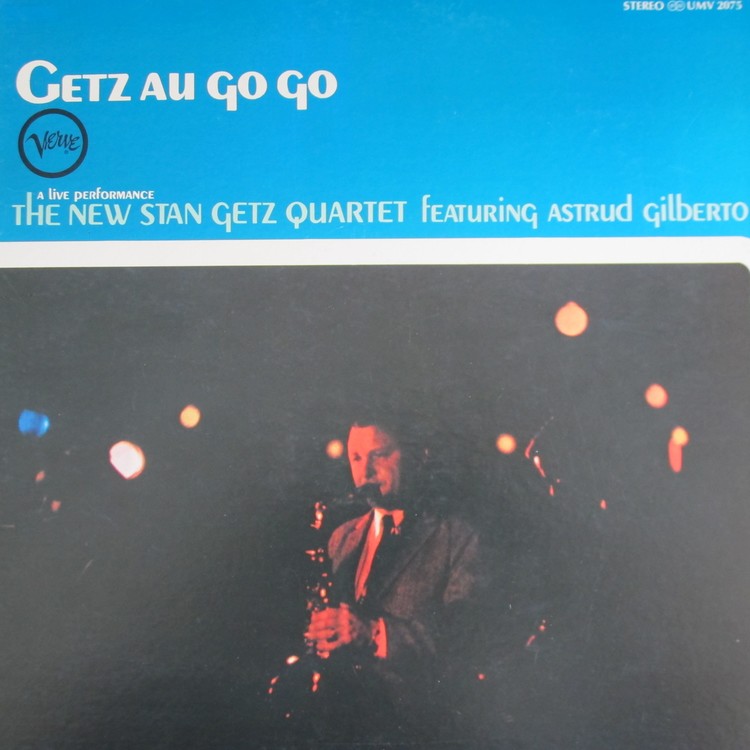 STEREO UMV 2075
GETZ AU GO GO
Verve
a live performance
THE NEW STAN GETZ QUARTET featuring ASTRUD GILBERTO